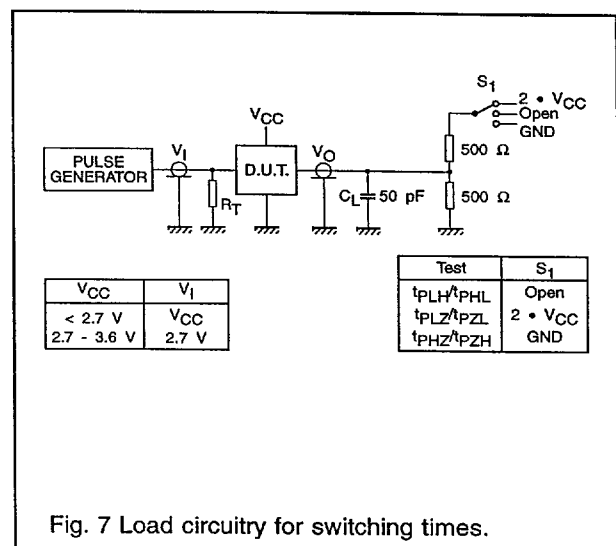 S1
2 • VCC
Open
GND
VCC
PULSE
GENERATOR
VI
D.U.T.
VO
500 Ω
RT
CL
50 pF
500 Ω
VCC VI
< 2.7 V VCC
2.7 - 3.6 V 2.7 V
Test S1
tPLH/tPHL Open
tPLZ/tPZL 2 • VCC
tPHZ/tPZH GND
Fig. 7 Load circuitry for switching times.